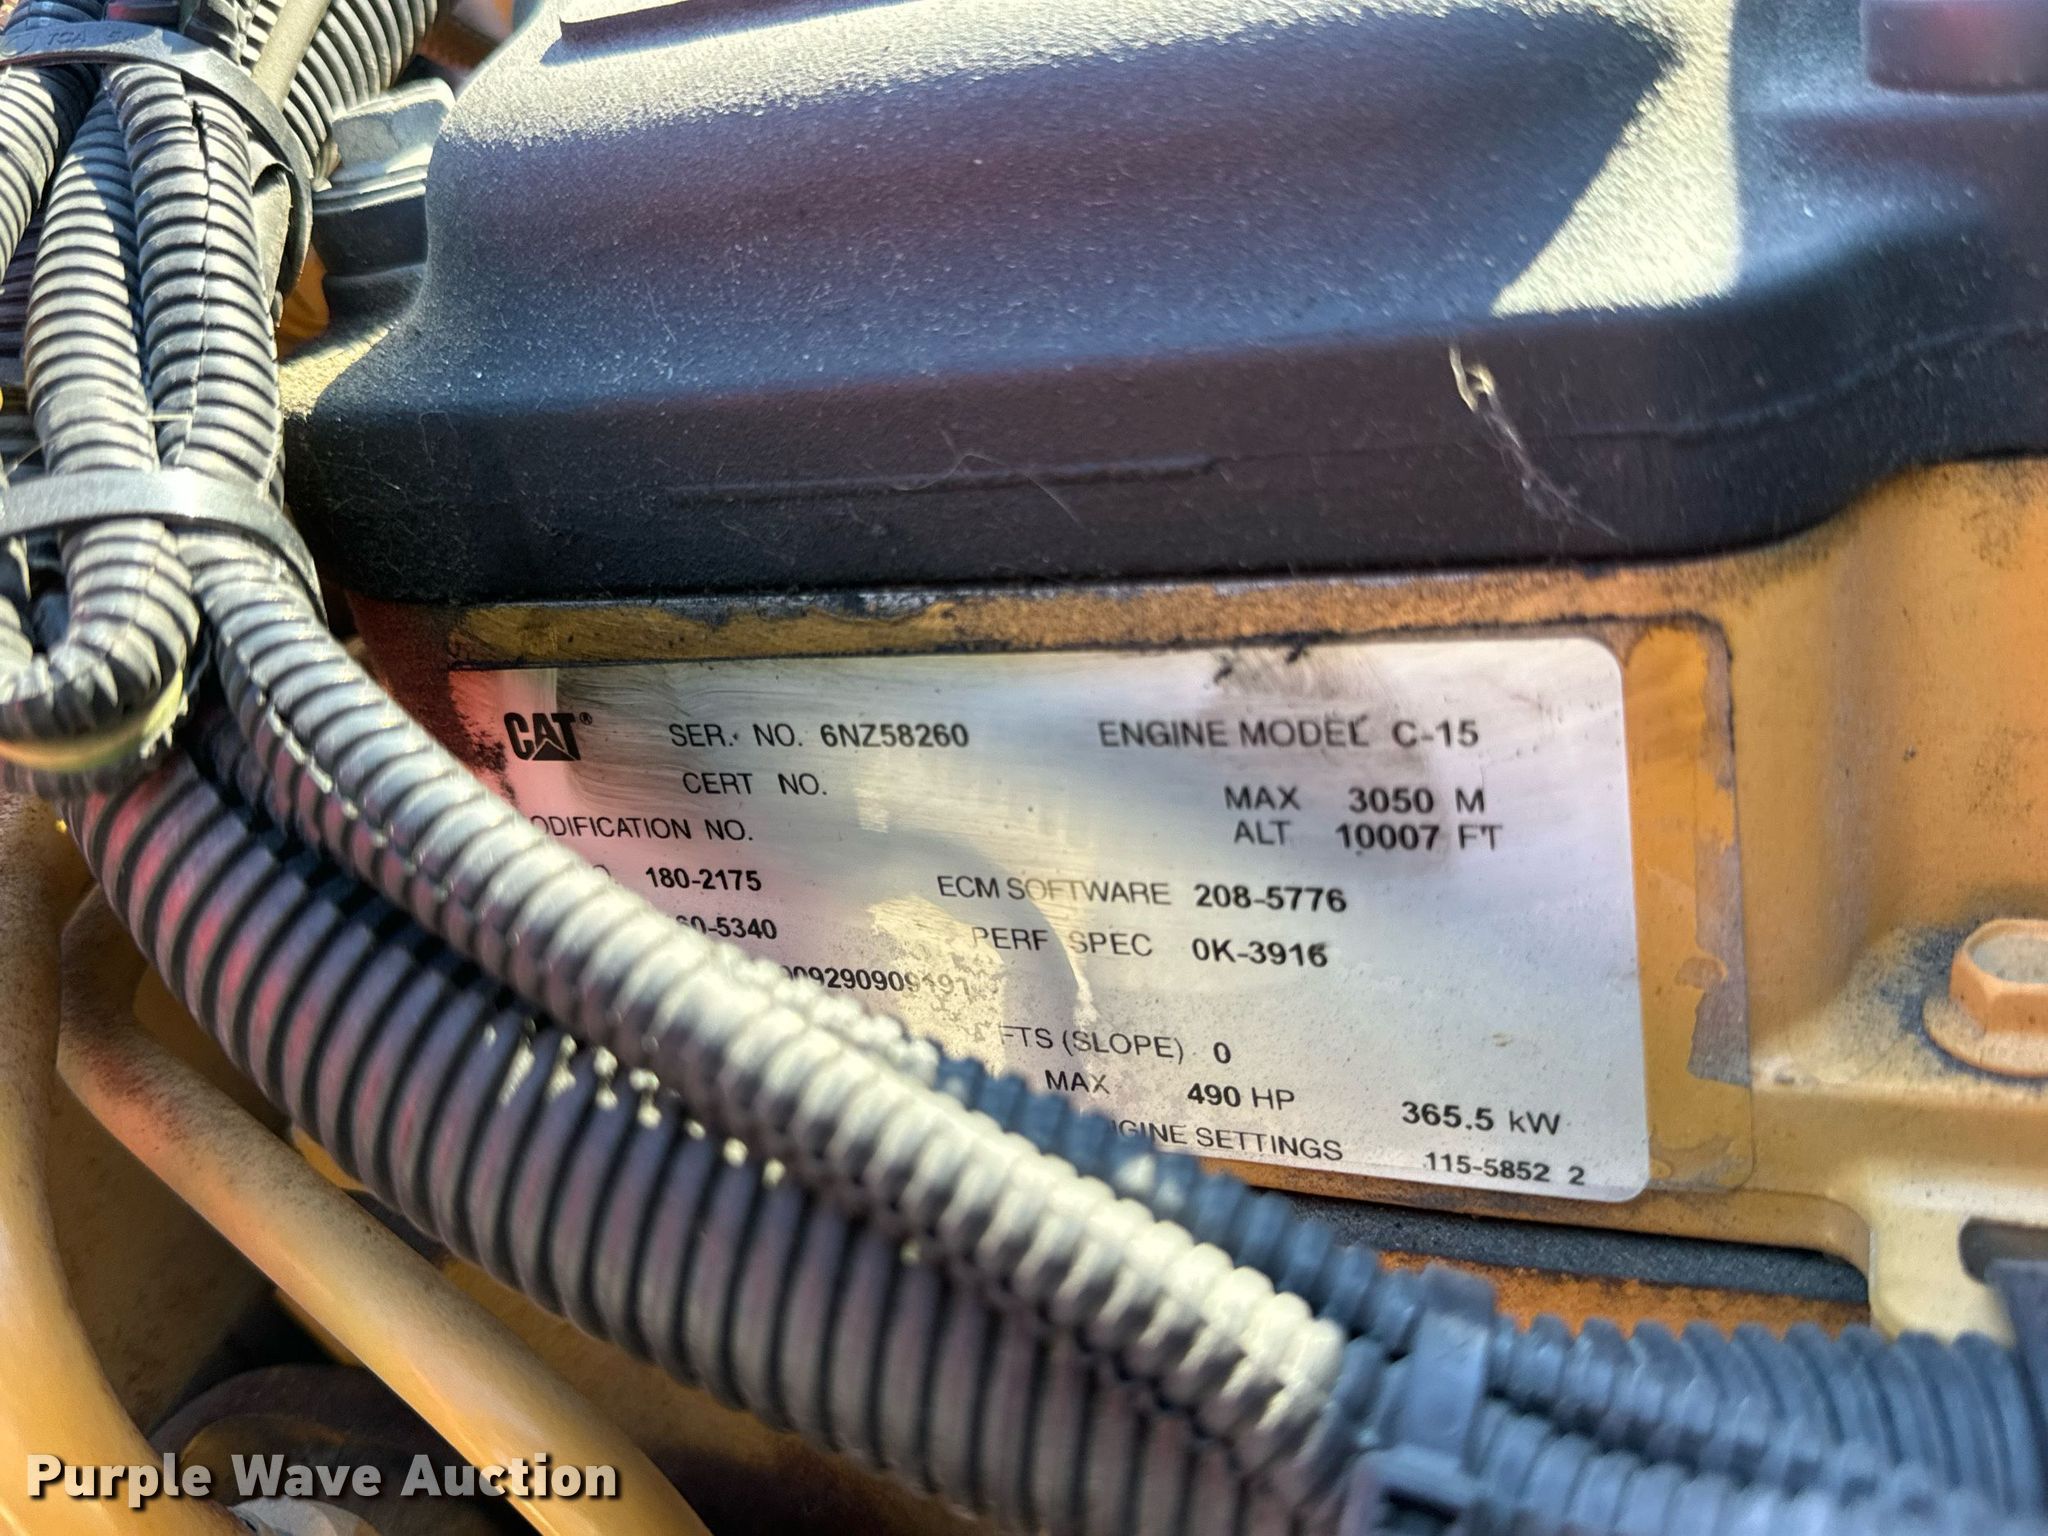 CAT® SER. NO. 6NZ58260 ENGINE MODEL C-15
CERT NO. MAX 3050 M
ODIFICATION NO. ALT 10007 FT
180-2175 ECM SOFTWARE 208-5776
60-5340 PERF SPEC 0K-3916
FTS (SLOPE) 0
MAX 490 HP 365.5 kW
GINE SETTINGS 115-5852 2
Purple Wave Auction